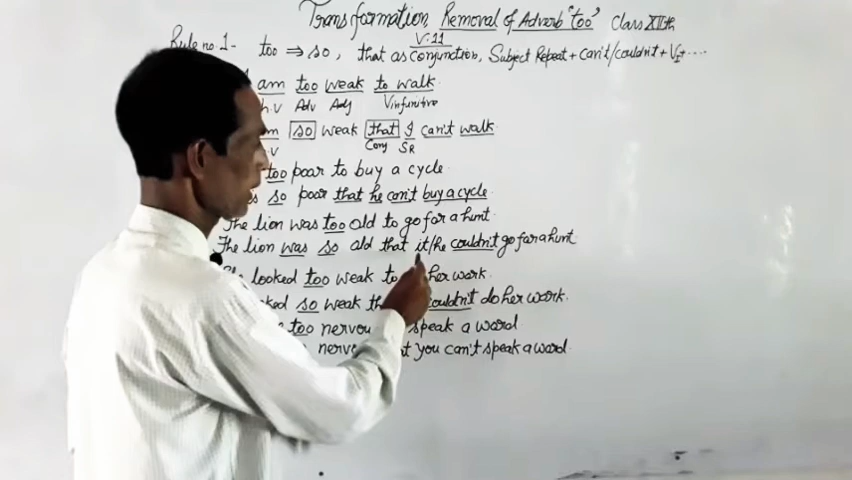 Transformation Removal of Adverb "too" Class XIIth
V:11
Rule no 1- too ⇒ so, that as conjunction, Subject Repeat + can't/couldn't + V₁+ ....
am too weak to walk
h.v Adv Adj Vinfinitive
so weak that I can't walk
v Conj SR
too poor to buy a cycle
so poor that he can't buy a cycle
The lion was too old to go for a hunt
The lion was so old that it/he couldn't go for a hunt
looked too weak to her work.
so weak couldn't do her work.
too speak a word
you can't speak a word